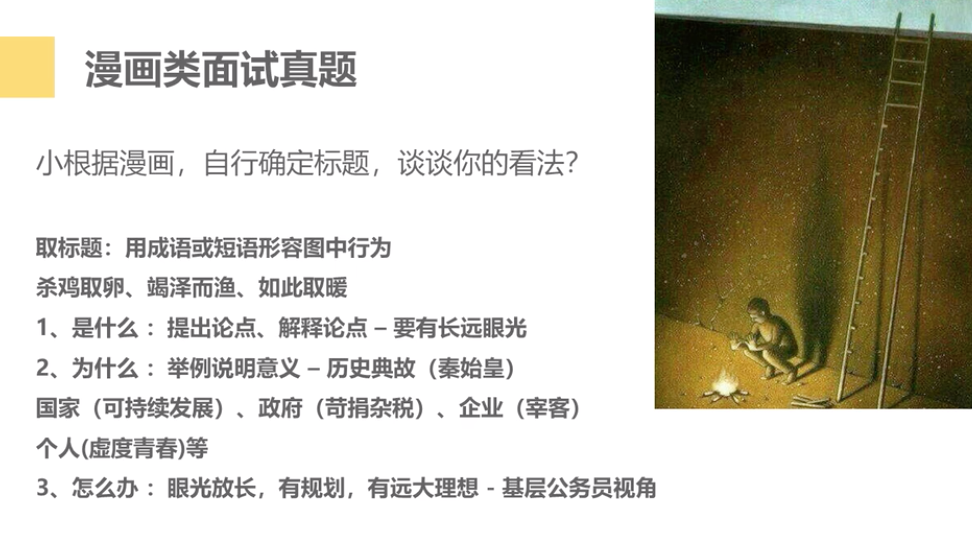 漫画类面试真题
小根据漫画，自行确定标题，谈谈你的看法？
取标题：用成语或短语形容图中行为
杀鸡取卵、竭泽而渔、如此取暖
1、是什么 ：提出论点、解释论点 – 要有长远眼光
2、为什么 ：举例说明意义 – 历史典故（秦始皇）
国家（可持续发展）、政府（苛捐杂税）、企业（宰客）
个人(虚度青春)等
3、怎么办 ：眼光放长，有规划，有远大理想 - 基层公务员视角